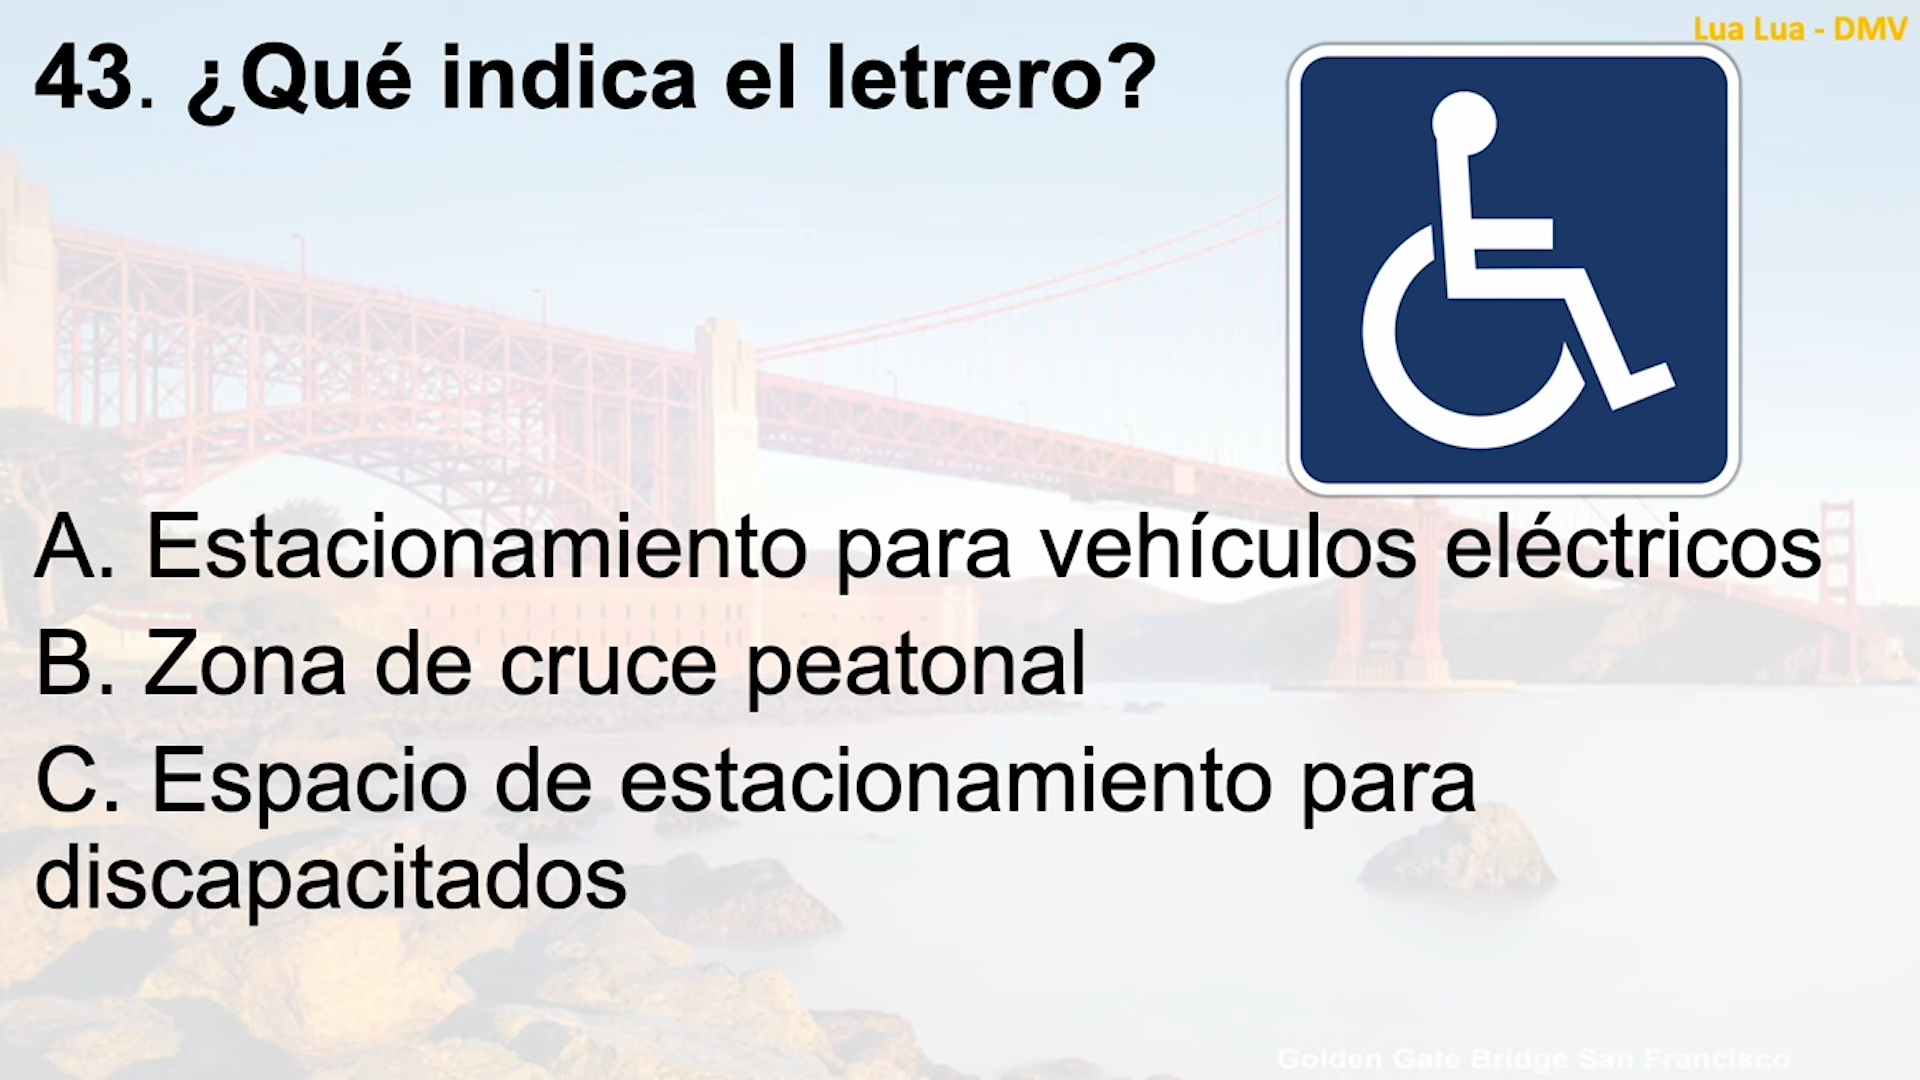 Lua Lua - DMV
43. ¿Qué indica el letrero?
A. Estacionamiento para vehículos eléctricos
B. Zona de cruce peatonal
C. Espacio de estacionamiento para
discapacitados
Golden Gate Bridge San Francisco